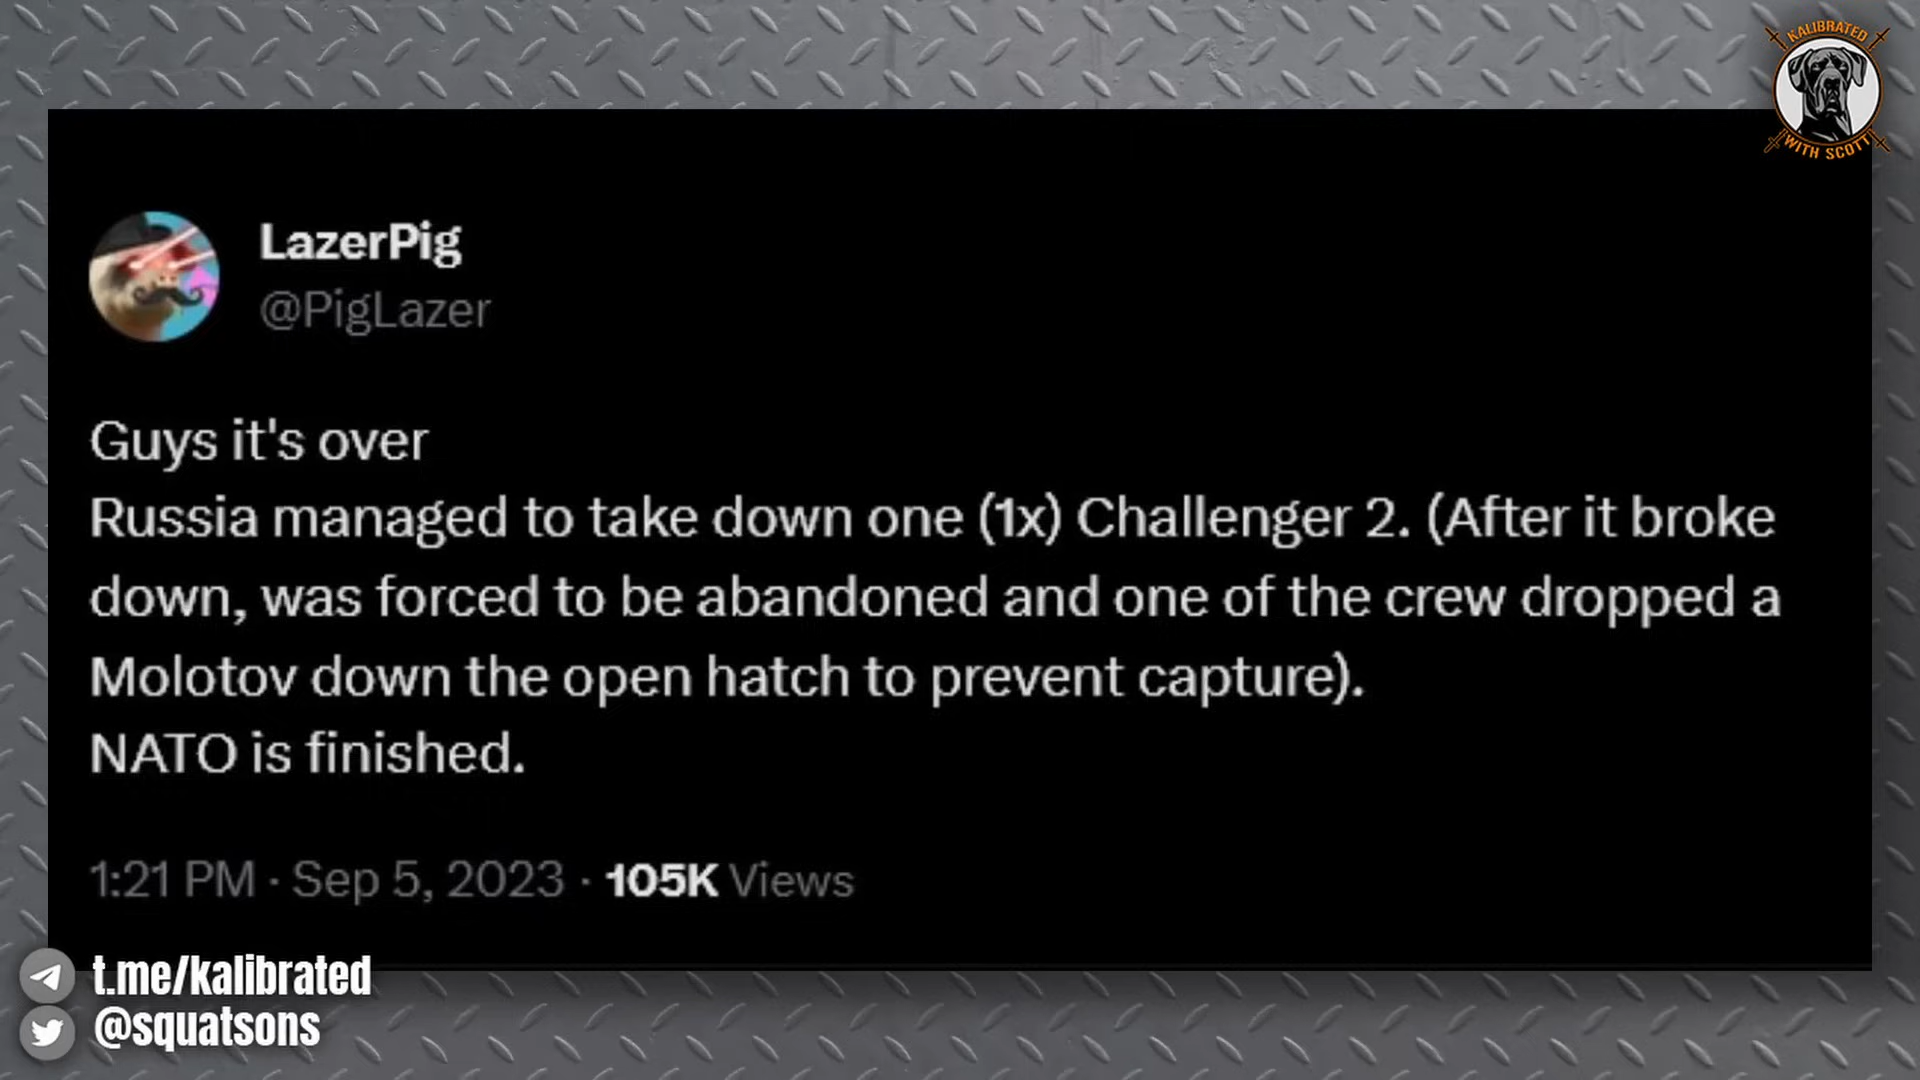 KALIBRATED
WITH SCOTT
LazerPig
@PigLazer
Guys it's over
Russia managed to take down one (1x) Challenger 2. (After it broke
down, was forced to be abandoned and one of the crew dropped a
Molotov down the open hatch to prevent capture).
NATO is finished.
1:21 PM · Sep 5, 2023 · 105K Views
t.me/kalibrated
@squatsons